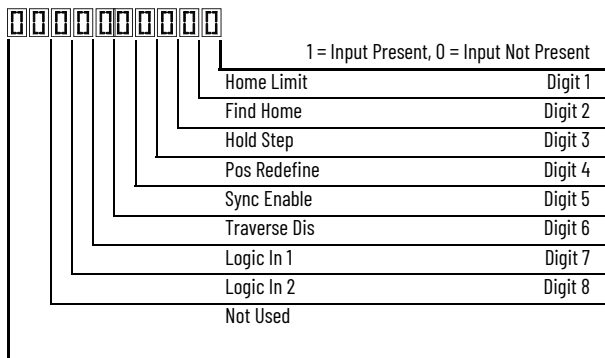 0000000000
1 = Input Present, 0 = Input Not Present
Home Limit Digit 1
Find Home Digit 2
Hold Step Digit 3
Pos Redefine Digit 4
Sync Enable Digit 5
Traverse Dis Digit 6
Logic In 1 Digit 7
Logic In 2 Digit 8
Not Used